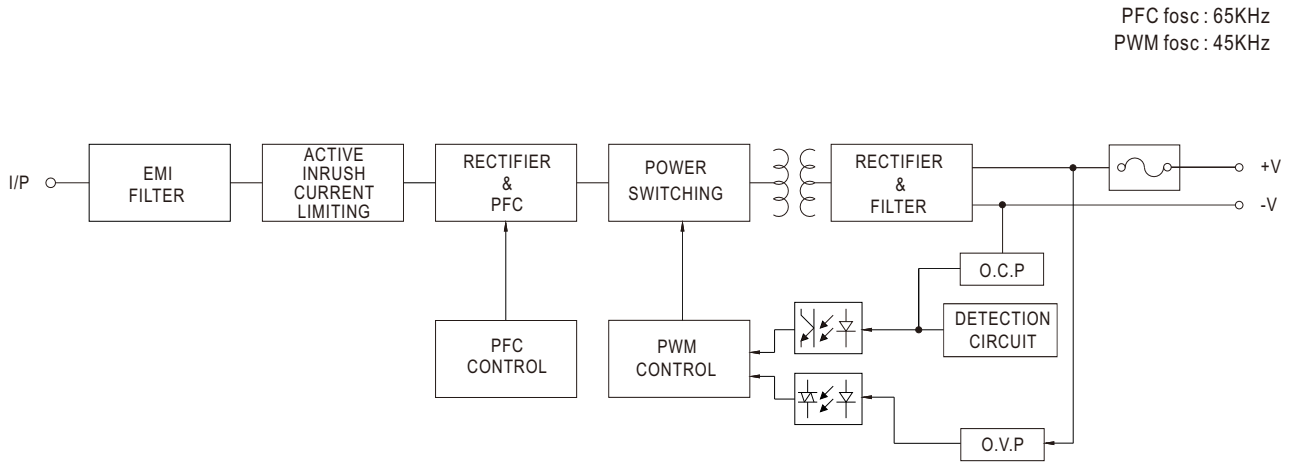 PFC fosc : 65KHz
PWM fosc : 45KHz
I/P
EMI
FILTER
ACTIVE
INRUSH
CURRENT
LIMITING
RECTIFIER
&
PFC
POWER
SWITCHING
RECTIFIER
&
FILTER
+V
-V
O.C.P
DETECTION
CIRCUIT
PFC
CONTROL
PWM
CONTROL
O.V.P